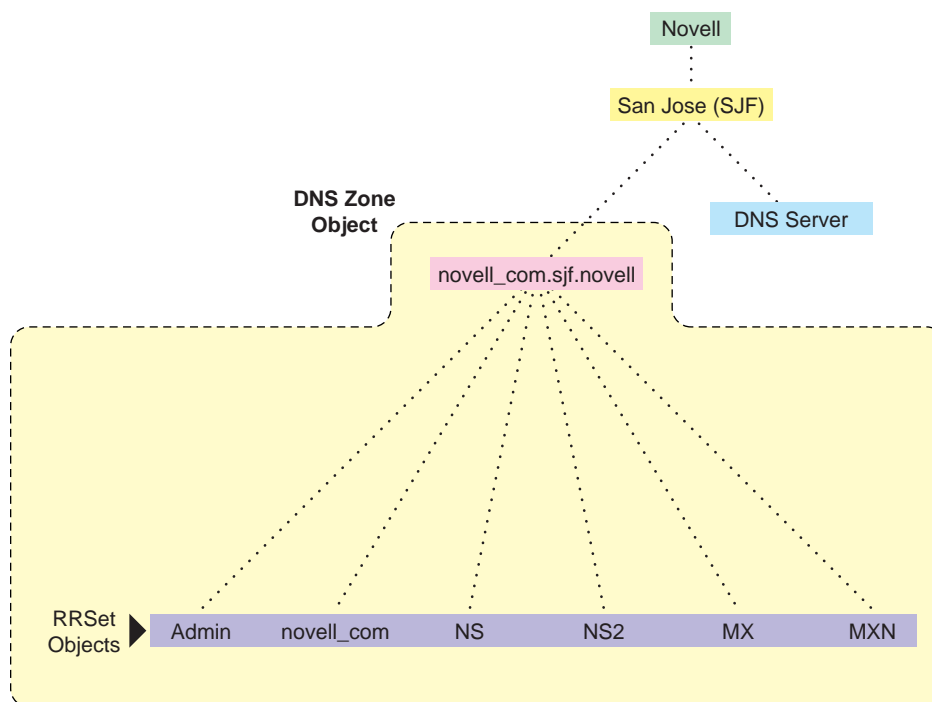 Novell
San Jose (SJF)
DNS Zone
Object
DNS Server
novell_com.sjf.novell
RRSet
Objects
Admin novell_com NS NS2 MX MXN